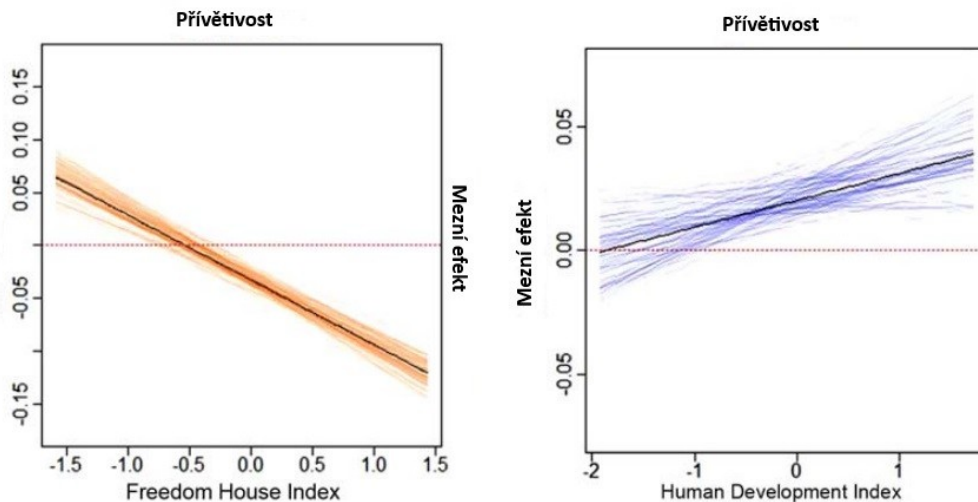 Přívětivost
0.15
0.10
0.05
-0.05
-0.15
-1.5 -1.0 -0.5 0.0 0.5 1.0 1.5
Freedom House Index
Mezní efekt
Přívětivost
Mezní efekt
0.05
0.00
-0.05
-2 -1 0 1
Human Development Index